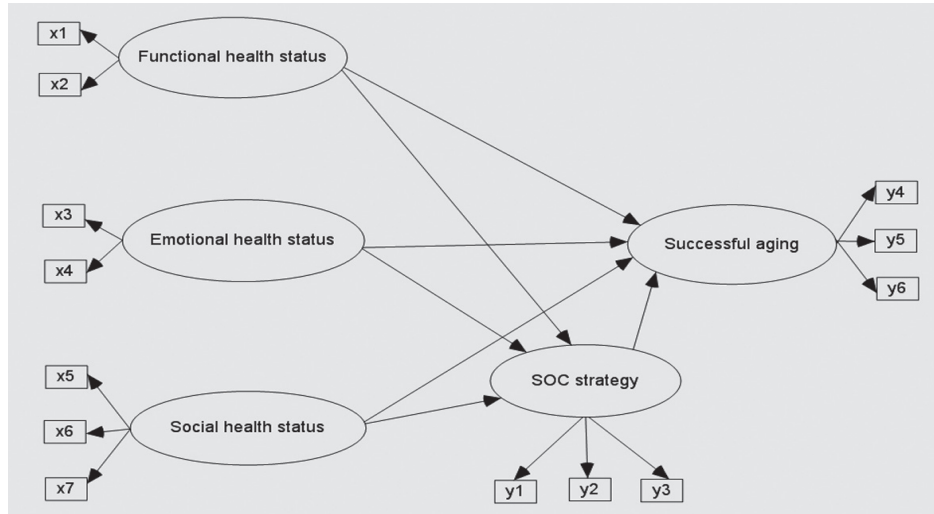 x1
Functional health status
x2
x3
Emotional health status
x4
Successful aging
y4
y5
y6
x5
SOC strategy
x6
Social health status
x7
y1
y2
y3